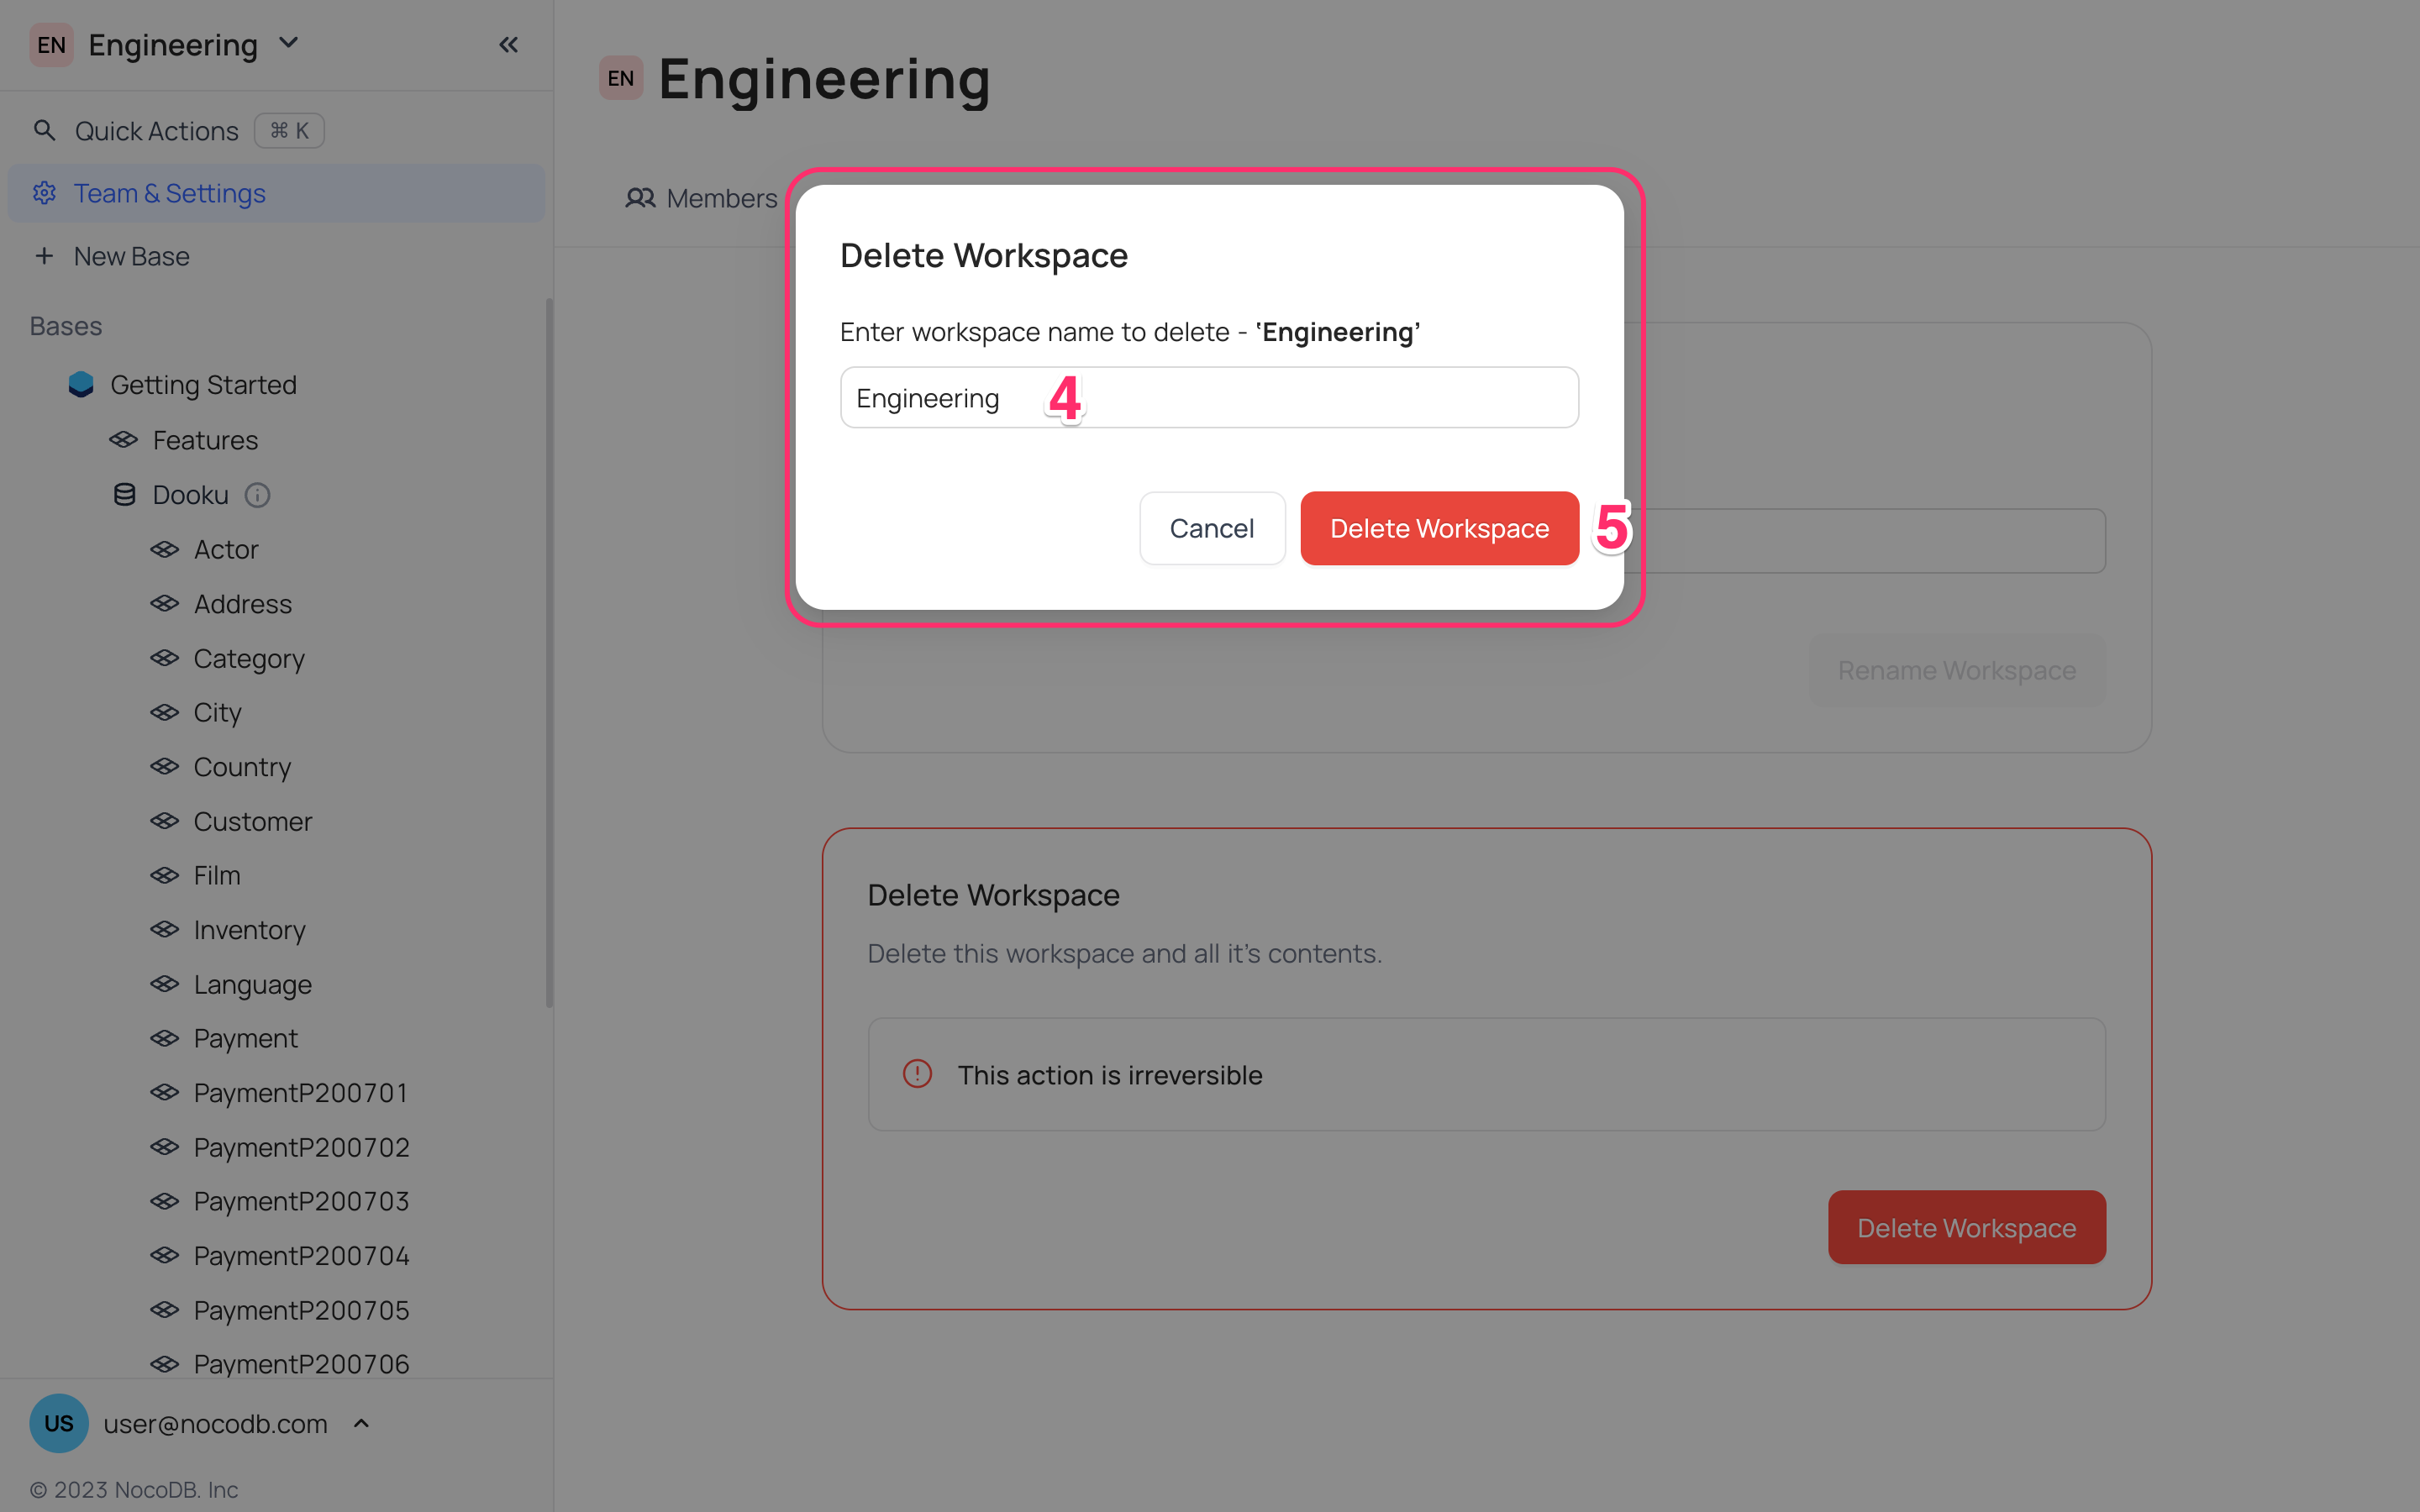 EN Engineering
Quick Actions ⌘ K
Team & Settings
New Base
Bases
Getting Started
Features
Dooku
Actor
Address
Category
City
Country
Customer
Film
Inventory
Language
Payment
PaymentP200701
PaymentP200702
PaymentP200703
PaymentP200704
PaymentP200705
PaymentP200706
US user@nocodb.com
© 2023 NocoDB. Inc
EN Engineering
Members
Delete Workspace
Enter workspace name to delete - ‘Engineering’
Engineering 4
Cancel Delete Workspace 5
Rename Workspace
Delete Workspace
Delete this workspace and all it’s contents.
This action is irreversible
Delete Workspace